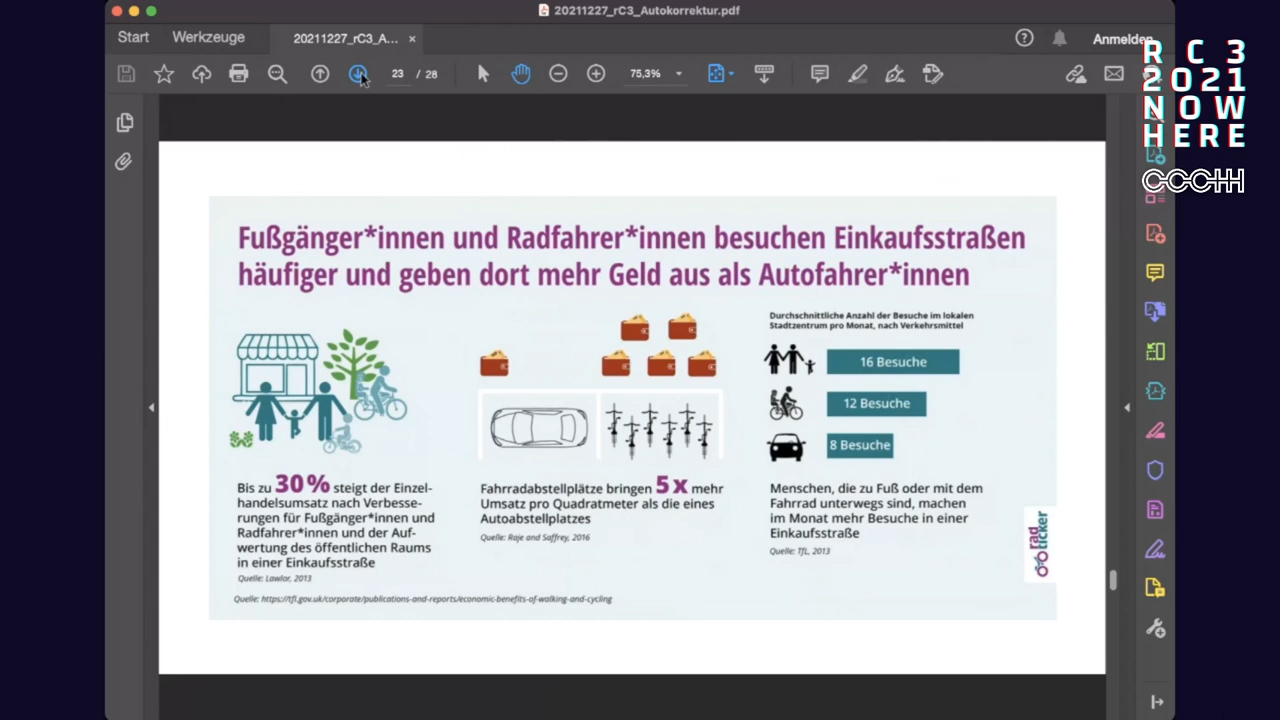 20211227_rC3_Autokorrektur.pdf
Start
Werkzeuge
20211227_rC3_A... ×
Anmelden
23 / 28
75,3%
R C 3
2021
N O W
H E R E
CCCHH
Fußgänger*innen und Radfahrer*innen besuchen Einkaufsstraßen
häufiger und geben dort mehr Geld aus als Autofahrer*innen
Bis zu 30% steigt der Einzel-
handelsumsatz nach Verbesse-
rungen für Fußgänger*innen und
Radfahrer*innen und der Auf-
wertung des öffentlichen Raums
in einer Einkaufsstraße
Quelle: Lawlor, 2013
Fahrradabstellplätze bringen 5x mehr
Umsatz pro Quadratmeter als die eines
Autoabstellplatzes
Quelle: Raje and Saffrey, 2016
Durchschnittliche Anzahl der Besuche im lokalen
Stadtzentrum pro Monat, nach Verkehrsmittel
16 Besuche
12 Besuche
8 Besuche
Menschen, die zu Fuß oder mit dem
Fahrrad unterwegs sind, machen
im Monat mehr Besuche in einer
Einkaufsstraße
Quelle: TfL, 2013
rad
ticker
Quelle: https://tfl.gov.uk/corporate/publications-and-reports/economic-benefits-of-walking-and-cycling